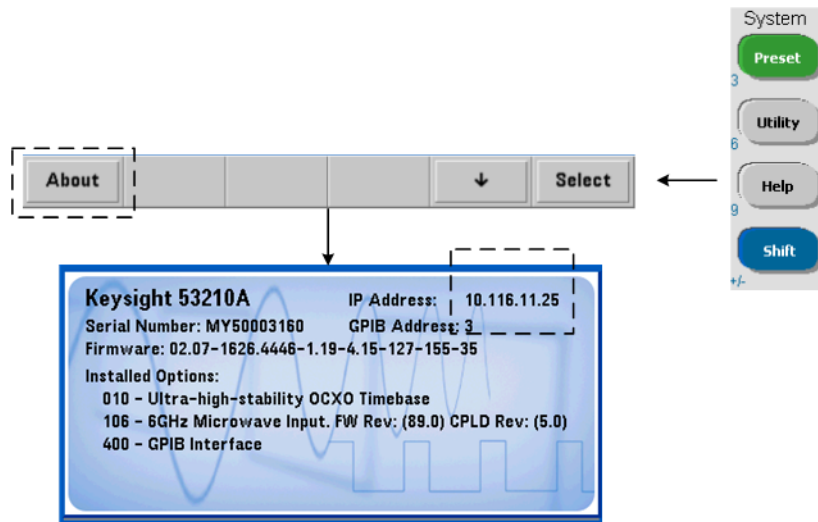 System
Preset
3
Utility
6
Help
9
Shift
+/-
About ↓ Select
Keysight 53210A IP Address: 10.116.11.25
Serial Number: MY50003160 GPIB Address: 3
Firmware: 02.07-1626.4446-1.19-4.15-127-155-35
Installed Options:
010 - Ultra-high-stability OCXO Timebase
106 - 6GHz Microwave Input. FW Rev: (89.0) CPLD Rev: (5.0)
400 - GPIB Interface